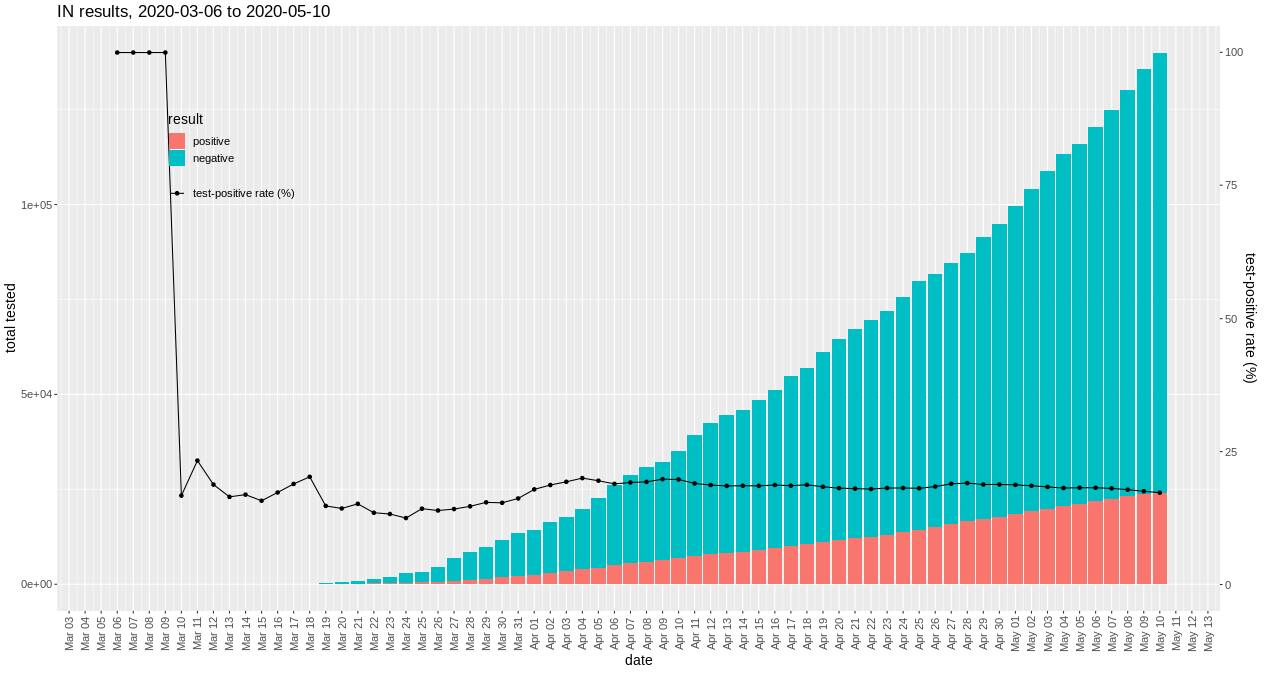 IN results, 2020-03-06 to 2020-05-10
result
positive
negative
test-positive rate (%)
total tested
1e+05
5e+04
0e+00
100
75
50
25
0
test-positive rate (%)
Mar 03
Mar 04
Mar 05
Mar 06
Mar 07
Mar 08
Mar 09
Mar 10
Mar 11
Mar 12
Mar 13
Mar 14
Mar 15
Mar 16
Mar 17
Mar 18
Mar 19
Mar 20
Mar 21
Mar 22
Mar 23
Mar 24
Mar 25
Mar 26
Mar 27
Mar 28
Mar 29
Mar 30
Mar 31
Apr 01
Apr 02
Apr 03
Apr 04
Apr 05
Apr 06
Apr 07
Apr 08
Apr 09
Apr 10
Apr 11
Apr 12
Apr 13
Apr 14
Apr 15
Apr 16
Apr 17
Apr 18
Apr 19
Apr 20
Apr 21
Apr 22
Apr 23
Apr 24
Apr 25
Apr 26
Apr 27
Apr 28
Apr 29
Apr 30
May 01
May 02
May 03
May 04
May 05
May 06
May 07
May 08
May 09
May 10
May 11
May 12
May 13
date